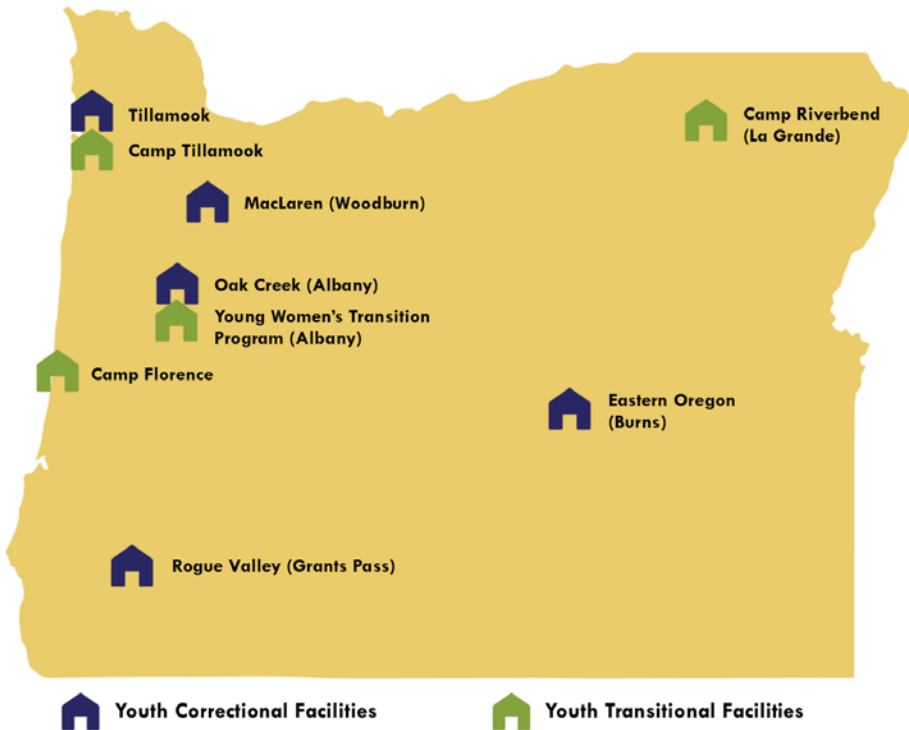 Tillamook
Camp Tillamook
Camp Riverbend
(La Grande)
MacLaren (Woodburn)
Oak Creek (Albany)
Young Women's Transition
Program (Albany)
Camp Florence
Eastern Oregon
(Burns)
Rogue Valley (Grants Pass)
Youth Correctional Facilities
Youth Transitional Facilities